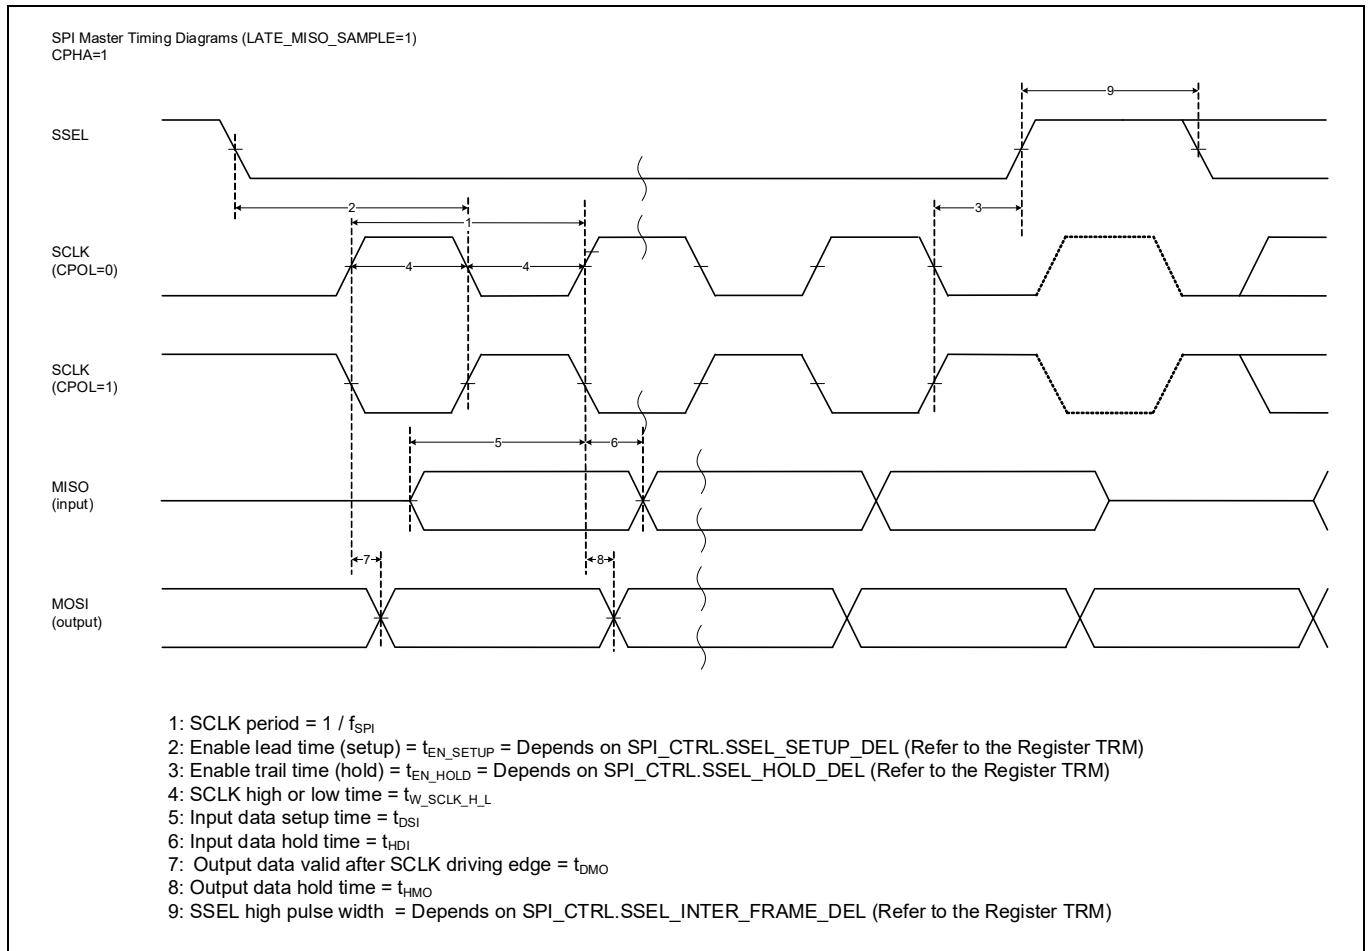 SPI Master Timing Diagrams (LATE_MISO_SAMPLE=1)
CPHA=1
9
SSEL
2
3
1
SCLK
(CPOL=0)
4
4
SCLK
(CPOL=1)
5
6
MISO
(input)
7
8
MOSI
(output)
1: SCLK period = 1 / fSPI
2: Enable lead time (setup) = tEN_SETUP = Depends on SPI_CTRL.SSEL_SETUP_DEL (Refer to the Register TRM)
3: Enable trail time (hold) = tEN_HOLD = Depends on SPI_CTRL.SSEL_HOLD_DEL (Refer to the Register TRM)
4: SCLK high or low time = tW_SCLK_H_L
5: Input data setup time = tDSI
6: Input data hold time = tHDI
7: Output data valid after SCLK driving edge = tDMO
8: Output data hold time = tHMO
9: SSEL high pulse width = Depends on SPI_CTRL.SSEL_INTER_FRAME_DEL (Refer to the Register TRM)